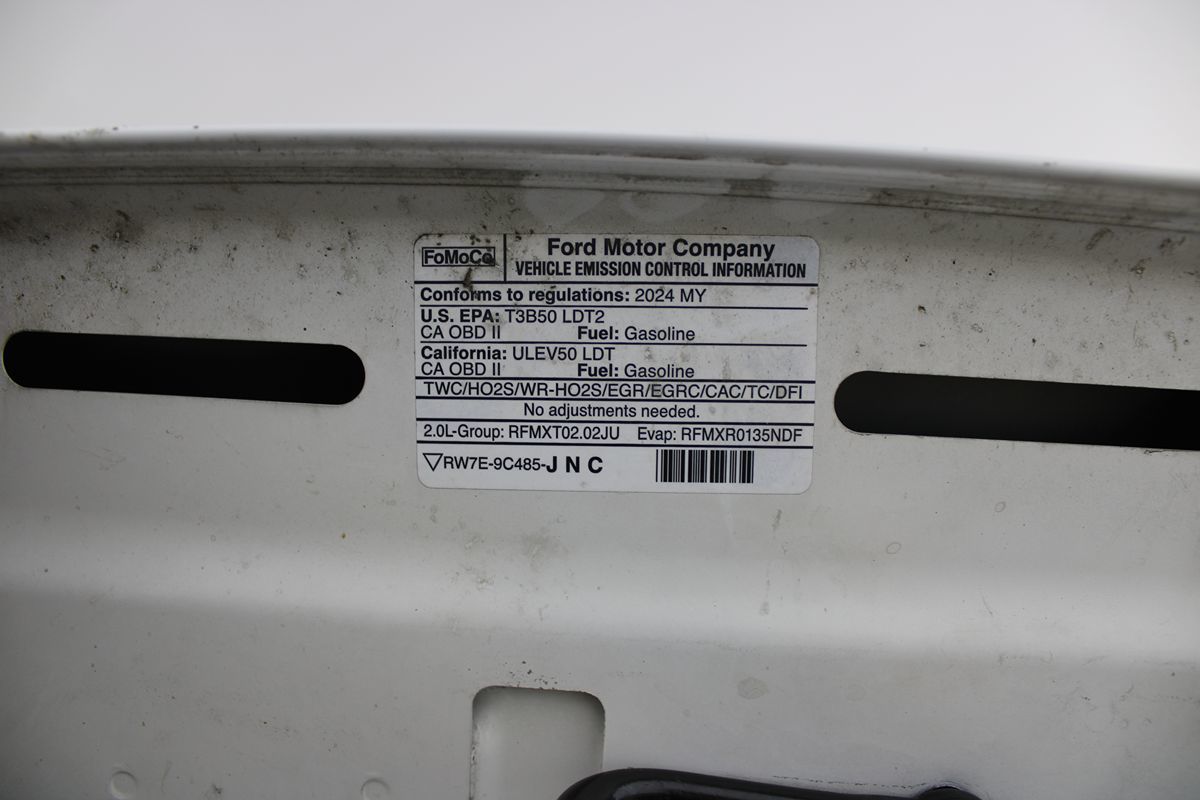 FoMoCo
Ford Motor Company
VEHICLE EMISSION CONTROL INFORMATION
Conforms to regulations: 2024 MY
U.S. EPA: T3B50 LDT2
CA OBD II Fuel: Gasoline
California: ULEV50 LDT
CA OBD II Fuel: Gasoline
TWC/HO2S/WR-HO2S/EGR/EGRC/CAC/TC/DFI
No adjustments needed.
2.0L-Group: RFMXT02.02JU Evap: RFMXR0135NDF
RW7E-9C485-J N C